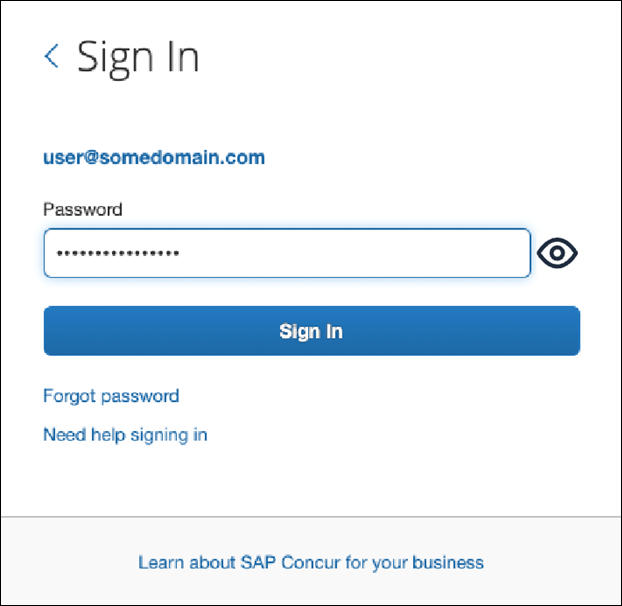 Sign In
user@somedomain.com
Password
••••••••••••••••
Sign In
Forgot password
Need help signing in
Learn about SAP Concur for your business